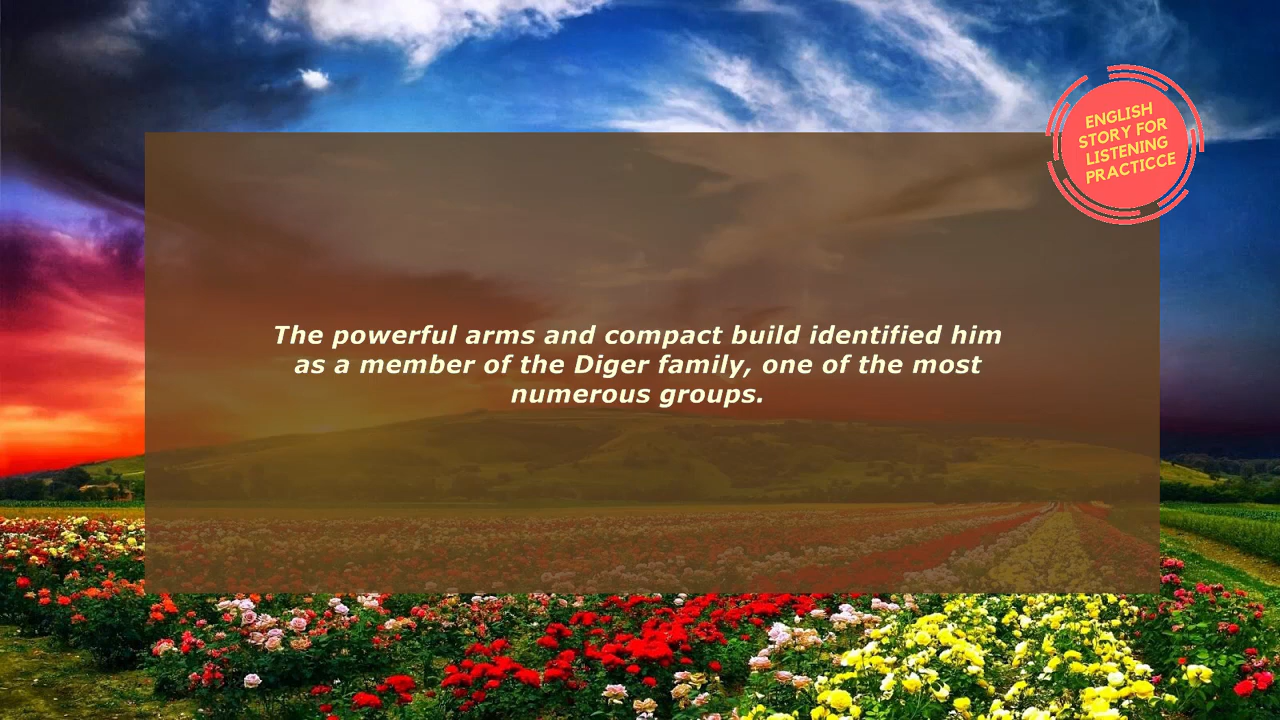 ENGLISH
STORY FOR
LISTENING
PRACTICCE
The powerful arms and compact build identified him
as a member of the Diger family, one of the most
numerous groups.